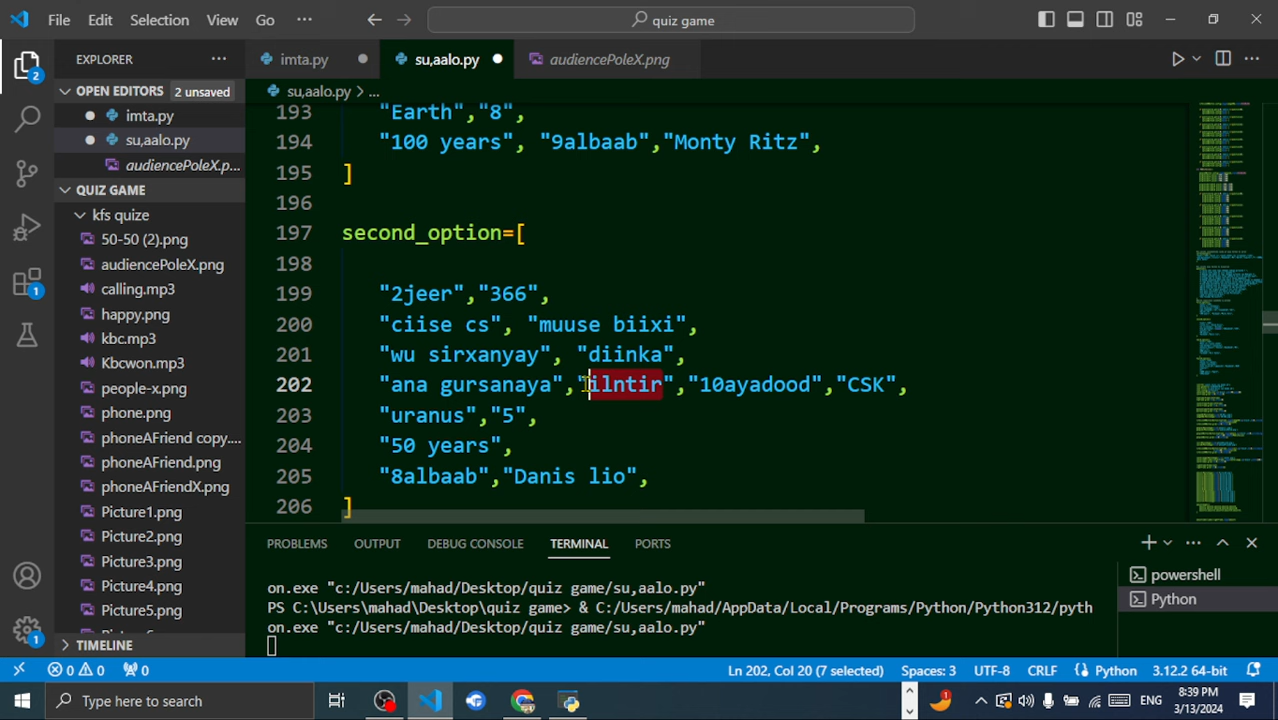 File Edit Selection View Go ··· quiz game
EXPLORER ···
imta.py su,aalo.py audiencePoleX.png
su,aalo.py > ...
OPEN EDITORS 2 unsaved
imta.py
su,aalo.py
audiencePoleX.p...
QUIZ GAME
kfs quize
50-50 (2).png
audiencePoleX.png
calling.mp3
happy.png
kbc.mp3
Kbcwon.mp3
people-x.png
phone.png
phoneAFriend copy....
phoneAFriend.png
phoneAFriendX.png
Picture1.png
Picture2.png
Picture3.png
Picture4.png
Picture5.png
TIMELINE
2
1
1
193 "Earth","8",
194 "100 years", "9albaab","Monty Ritz",
195 ]
196
197 second_option=[
198
199 "2jeer","366",
200 "ciise cs", "muuse biixi",
201 "wu sirxanyay", "diinka",
202 "ana gursanaya","ilntir","10ayadood","CSK",
203 "uranus","5",
204 "50 years",
205 "8albaab","Danis lio",
206 ]
PROBLEMS OUTPUT DEBUG CONSOLE TERMINAL PORTS
on.exe "c:/Users/mahad/Desktop/quiz game/su,aalo.py"
PS C:\Users\mahad\Desktop\quiz game> & C:/Users/mahad/AppData/Local/Programs/Python/Python312/pyth
on.exe "c:/Users/mahad/Desktop/quiz game/su,aalo.py"
powershell
Python
0 0 0 Ln 202, Col 20 (7 selected) Spaces: 3 UTF-8 CRLF Python 3.12.2 64-bit
Type here to search
1
ENG
8:39 PM
3/13/2024